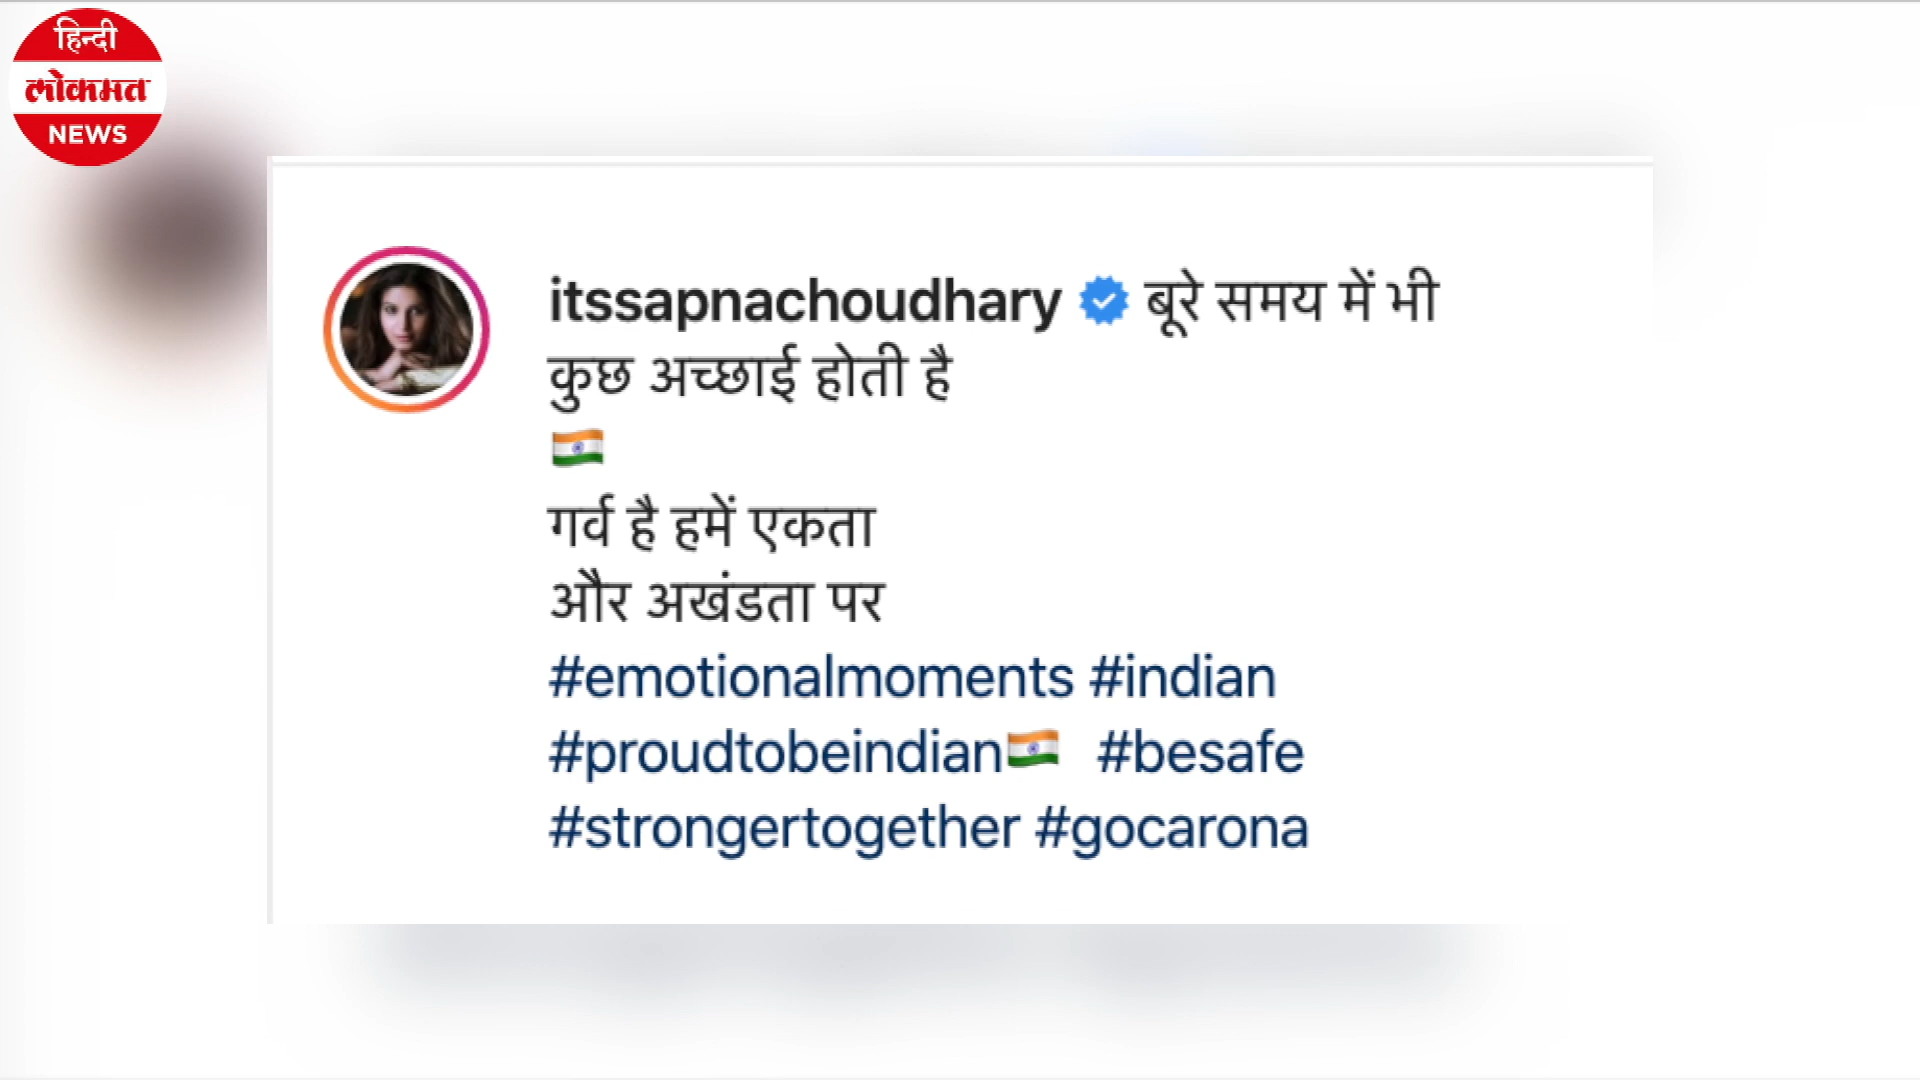 हिन्दी
लोकमत
NEWS
itssapnachoudhary बूरे समय में भी
कुछ अच्छाई होती है
🇮🇳
गर्व है हमें एकता
और अखंडता पर
#emotionalmoments #indian
#proudtobeindian🇮🇳 #besafe
#strongertogether #gocarona